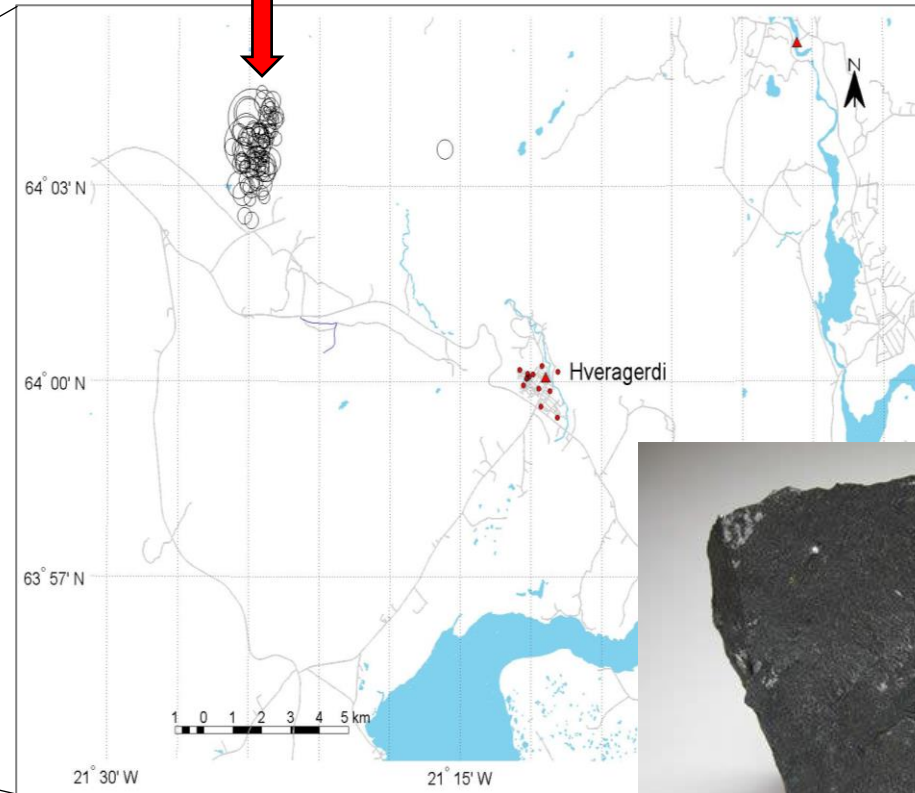 N
64° 03' N
64° 00' N
Hveragerdi
63° 57' N
1 0 1 2 3 4 5 km
21° 30' W
21° 15' W